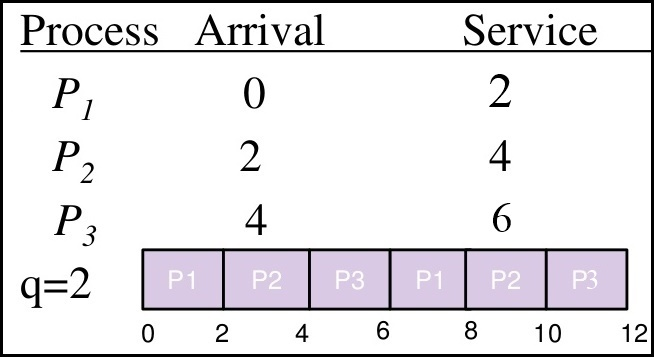 Process Arrival Service
P1 0 2
P2 2 4
P3 4 6
q=2 P1 P2 P3 P1 P2 P3
0 2 4 6 8 10 12